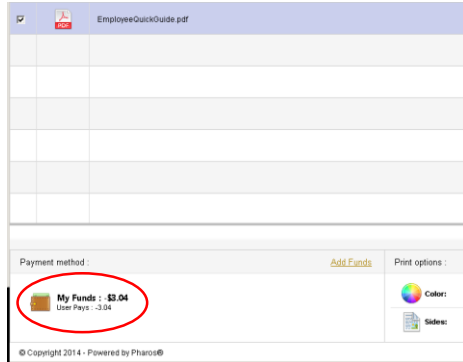 PDF
EmployeeQuickGuide.pdf
Payment method :
Add Funds
Print options :
My Funds : -$3.04
User Pays : -3.04
Color:
Sides:
© Copyright 2014 - Powered by Pharos®